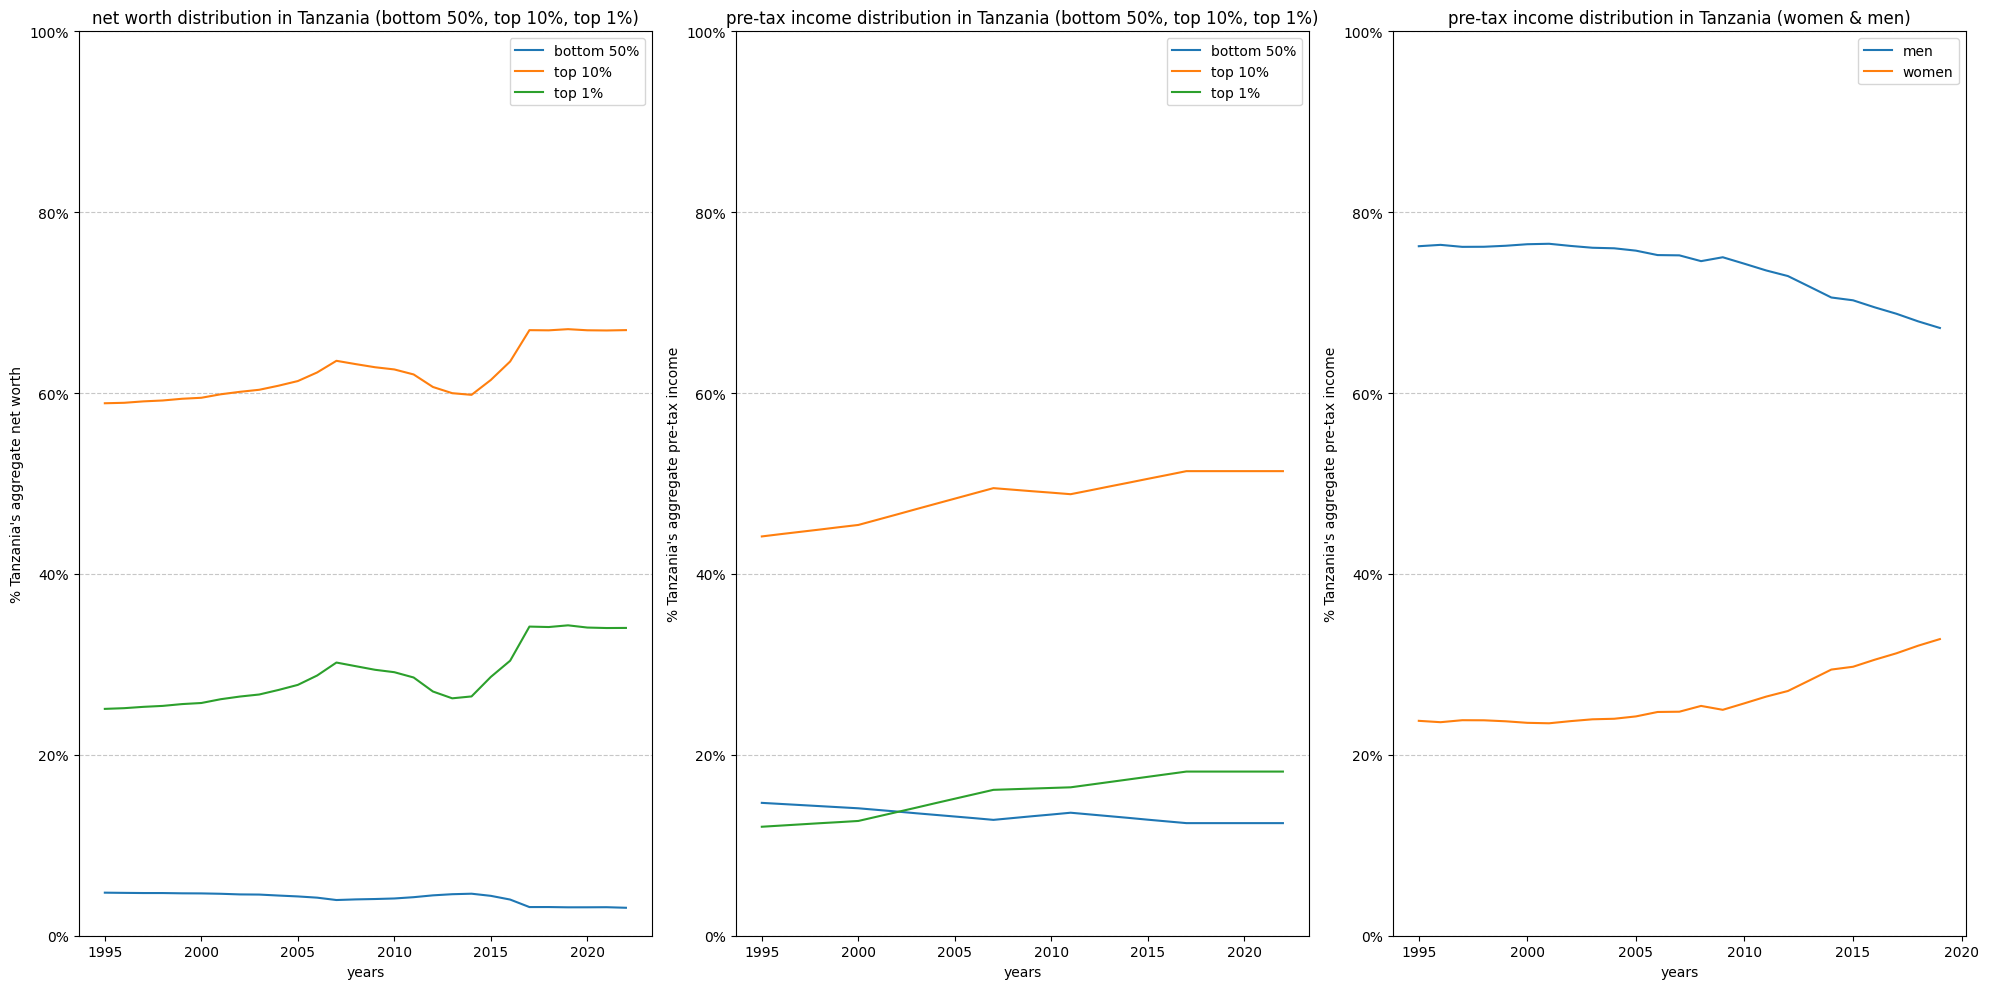 net worth distribution in Tanzania (bottom 50%, top 10%, top 1%)
100%
80%
60%
40%
20%
0%
% Tanzania's aggregate net worth
bottom 50%
top 10%
top 1%
1995 2000 2005 2010 2015 2020
years
pre-tax income distribution in Tanzania (bottom 50%, top 10%, top 1%)
100%
80%
60%
40%
20%
0%
% Tanzania's aggregate pre-tax income
bottom 50%
top 10%
top 1%
1995 2000 2005 2010 2015 2020
years
pre-tax income distribution in Tanzania (women & men)
100%
80%
60%
40%
20%
0%
% Tanzania's aggregate pre-tax income
men
women
1995 2000 2005 2010 2015 2020
years